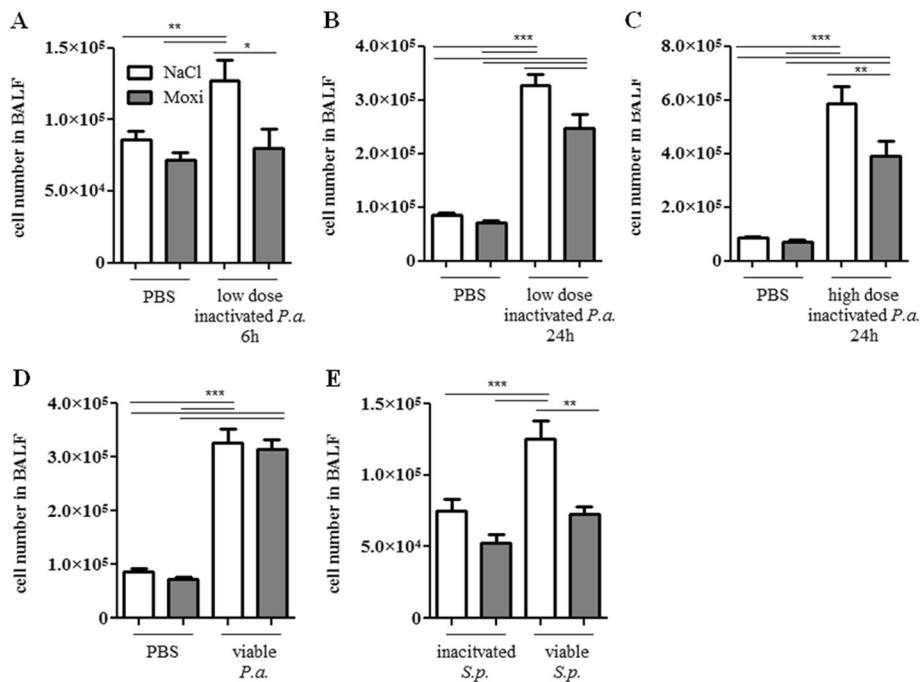 A
**
*
1.5×10⁵
1.0×10⁵
5.0×10⁴
0
cell number in BALF
NaCl
Moxi
PBS
low dose
inactivated P.a.
6h
B
***
4.0×10⁵
3.0×10⁵
2.0×10⁵
1.0×10⁵
0
cell number in BALF
PBS
low dose
inactivated P.a.
24h
C
***
**
8.0×10⁵
6.0×10⁵
4.0×10⁵
2.0×10⁵
0
cell number in BALF
PBS
high dose
inactivated P.a.
24h
D
***
4.0×10⁵
3.0×10⁵
2.0×10⁵
1.0×10⁵
0
cell number in BALF
PBS
viable
P.a.
E
***
**
1.5×10⁵
1.0×10⁵
5.0×10⁴
0
cell number in BALF
inacitvated
S.p.
viable
S.p.